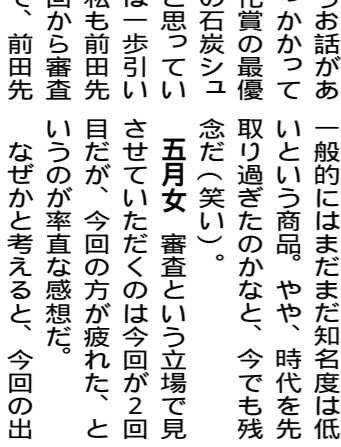 うお話があ
っかかって
化賞の最優
の石炭シュ
と思ってい
は一歩引い
私も前田先
回から審査
で、前田先
一般的にはまだまだ知名度は低
いという商品。やや、時代を先
取り過ぎたのかなと、今でも残
念だ（笑い）。
五月女　審査という立場で見
させていただくのは今回が２回
目だが、今回の方が疲れた、と
いうのが率直な感想だ。
なぜかと考えると、今回の出